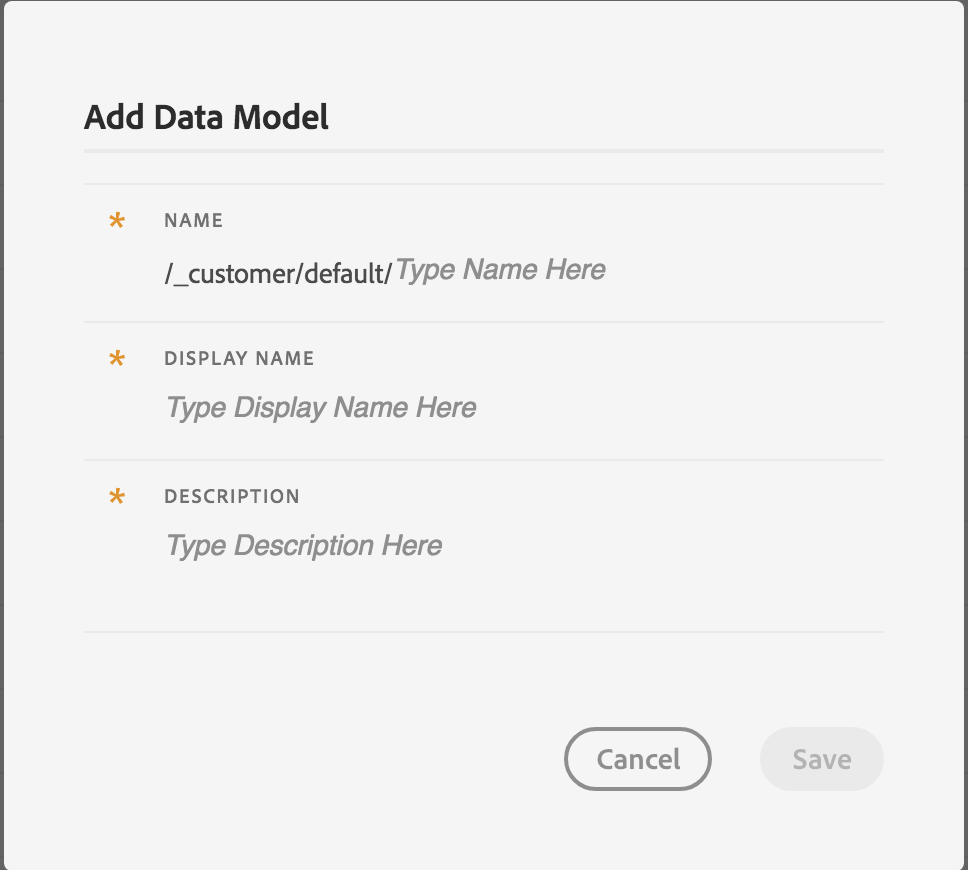 Add Data Model
* NAME
/_customer/default/Type Name Here
* DISPLAY NAME
Type Display Name Here
* DESCRIPTION
Type Description Here
Cancel Save